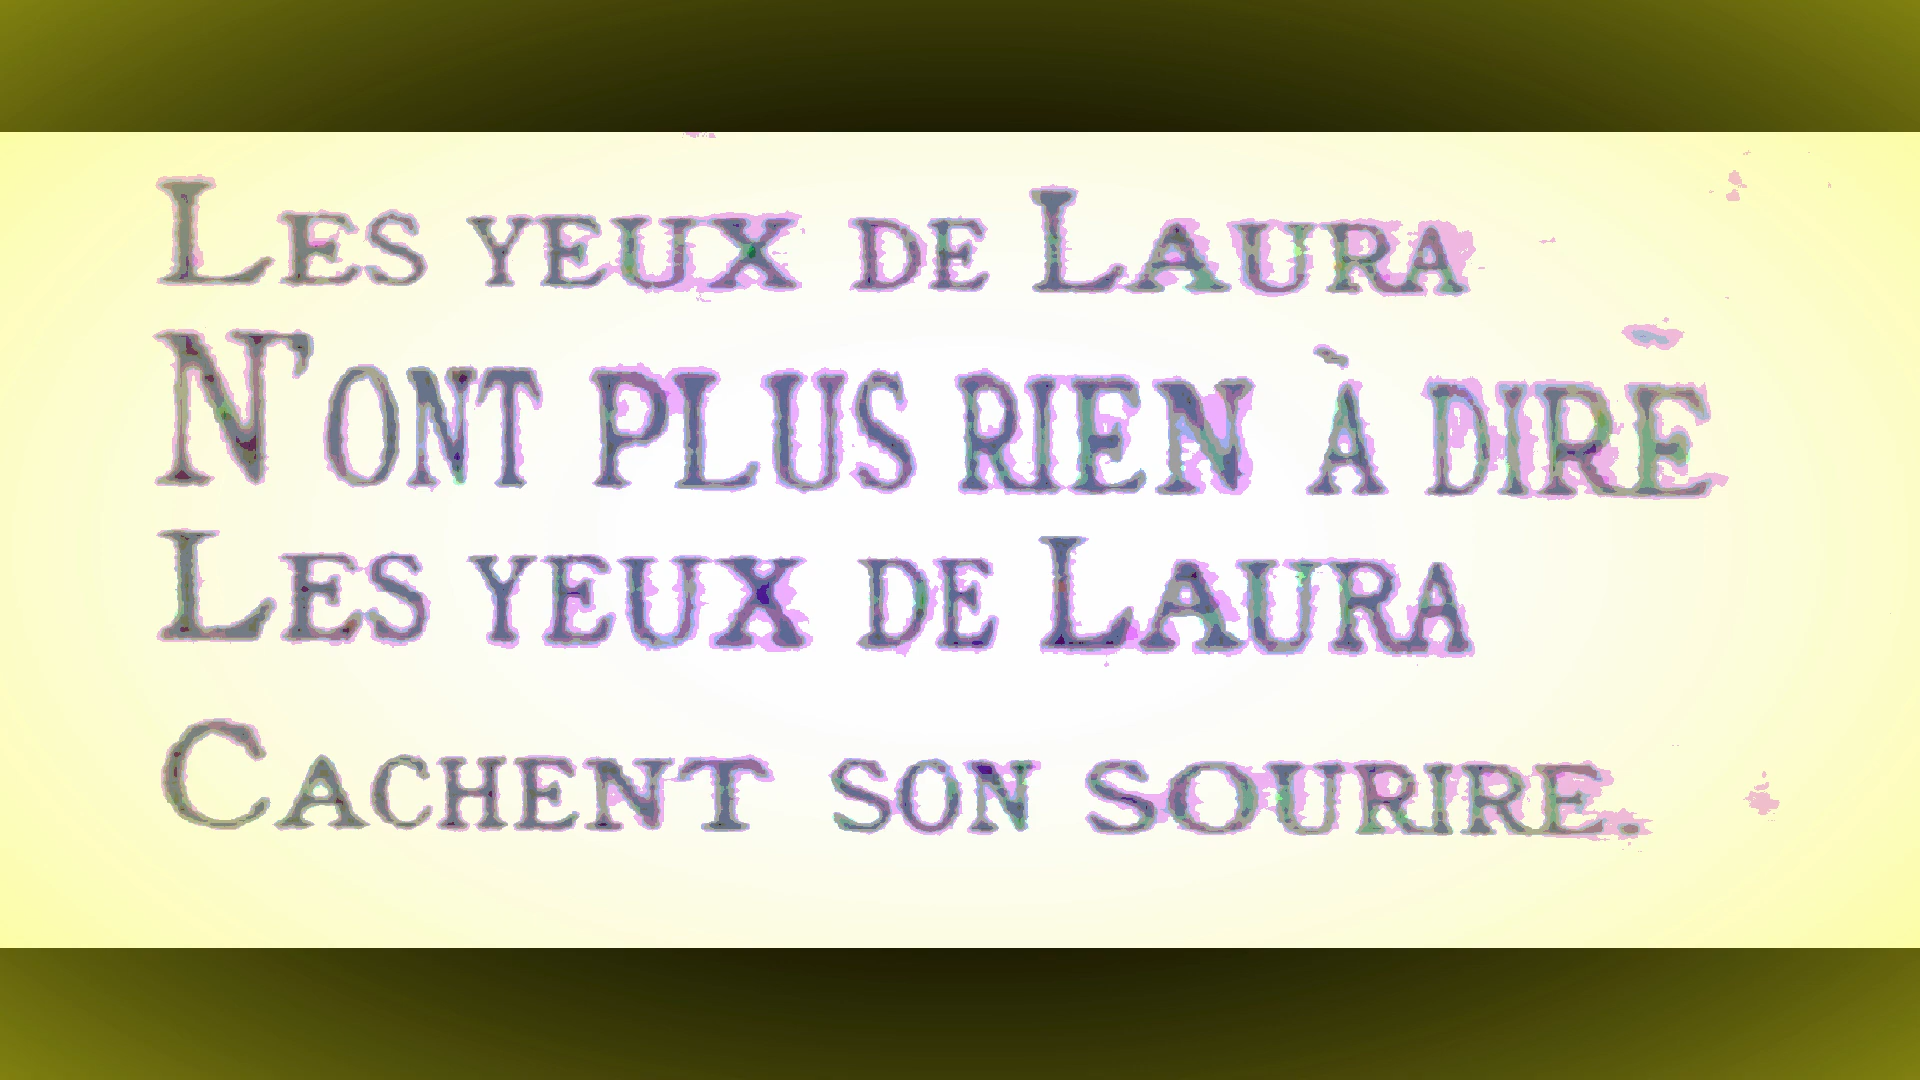 Les yeux de Laura
N'ont plus rien à dire
Les yeux de Laura
Cachent son sourire.